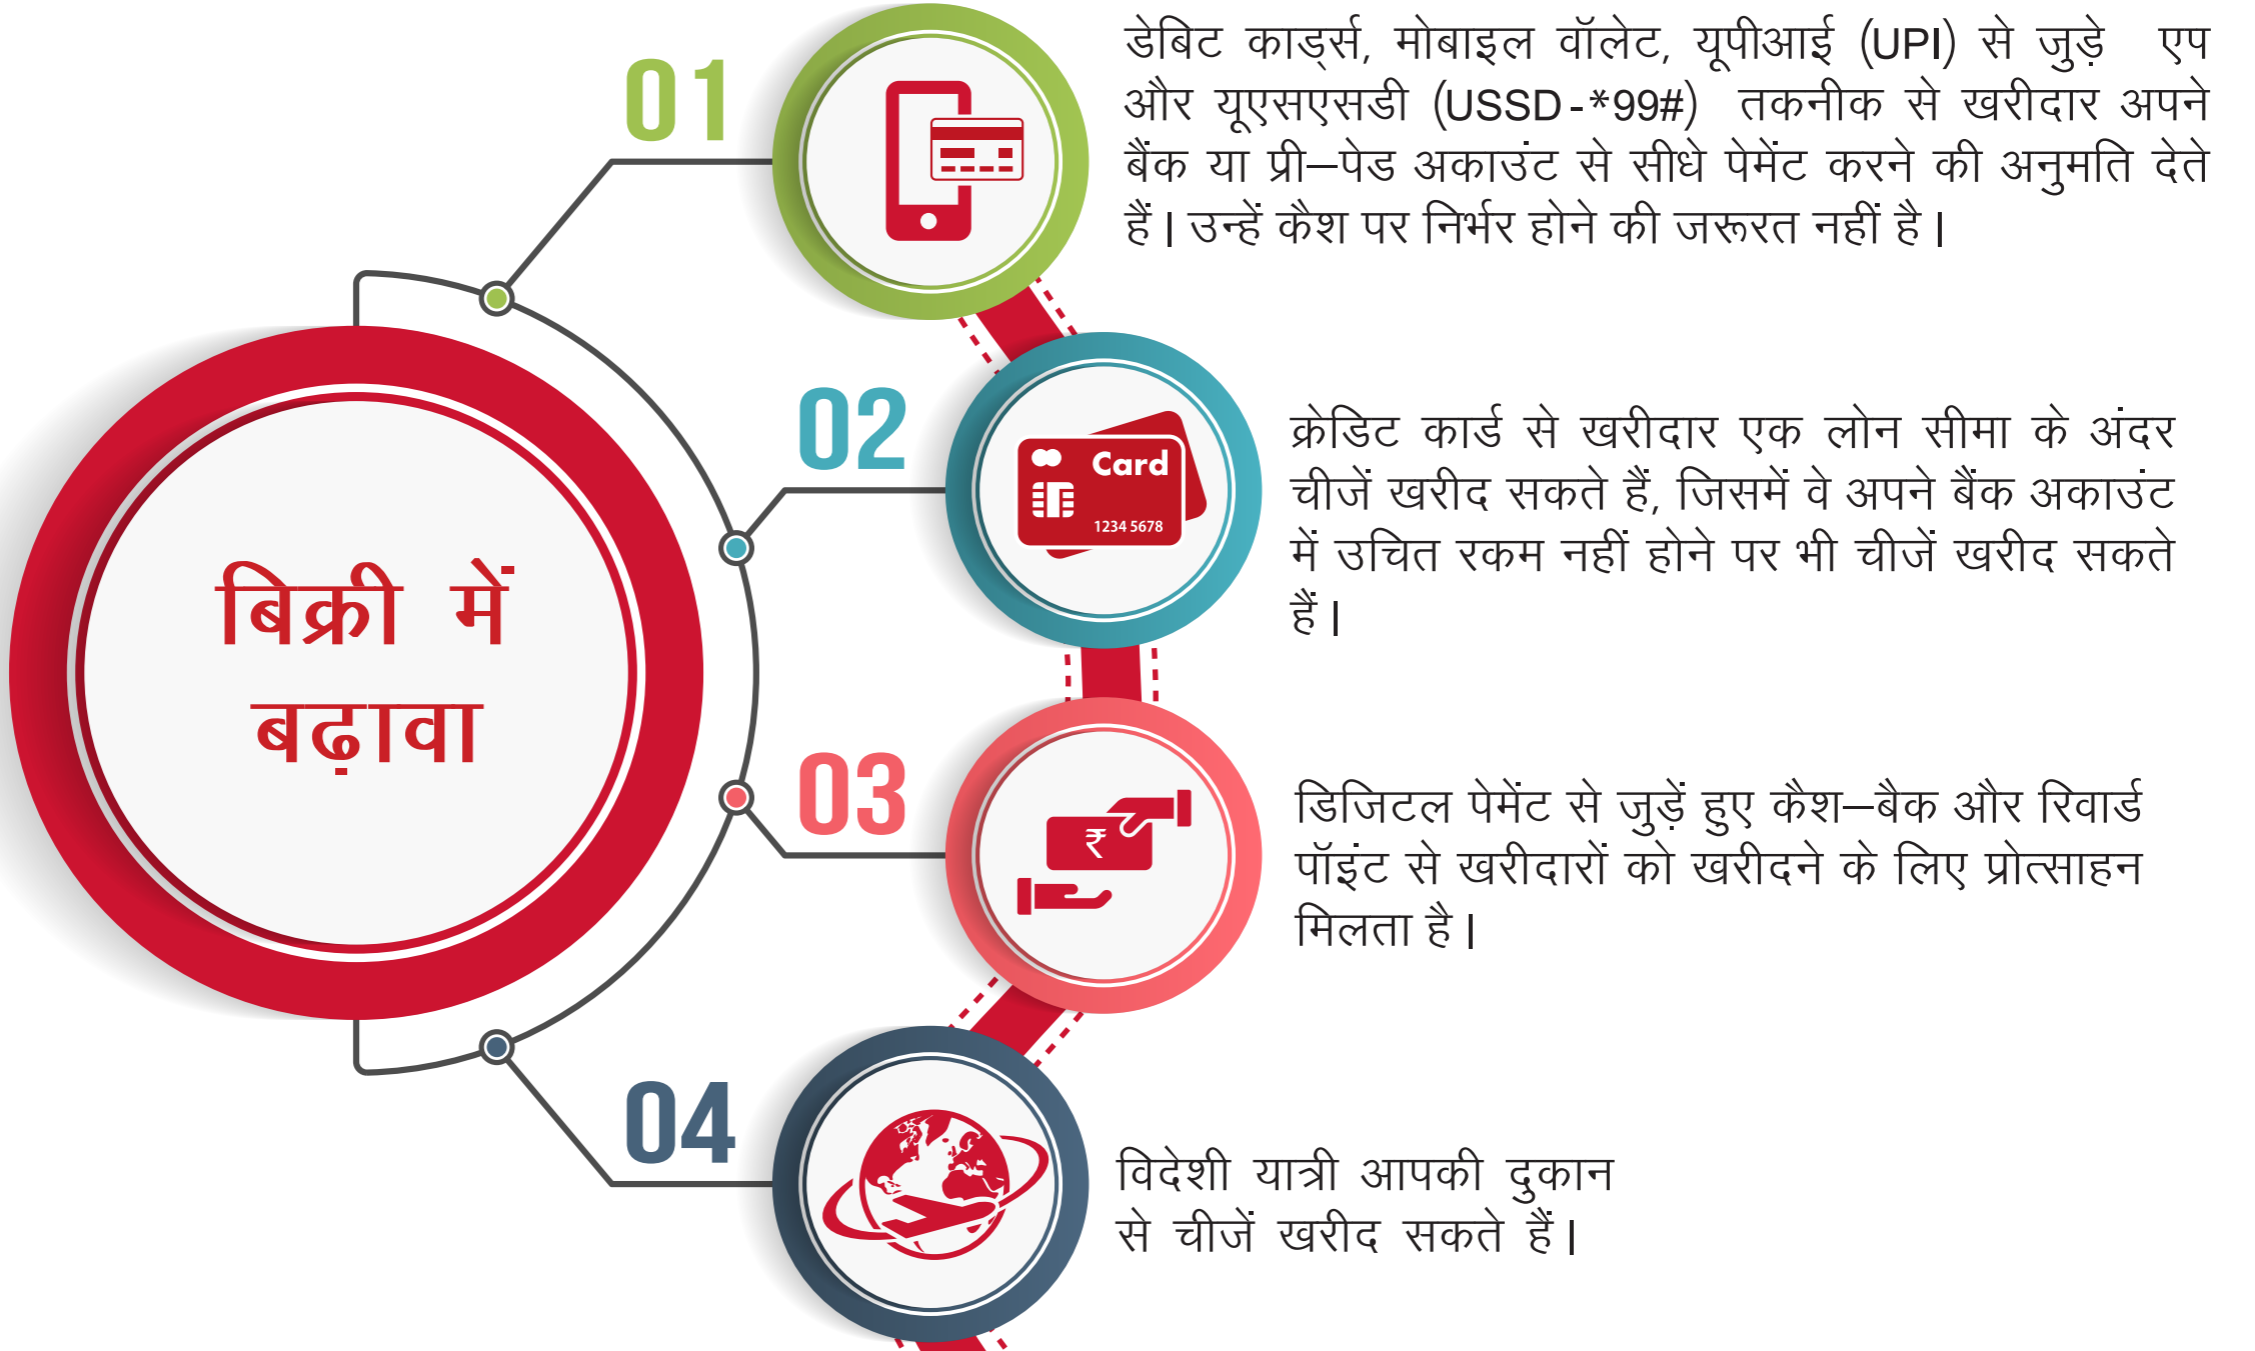 01
डेबिट कार्ड्स, मोबाइल वॉलेट, यूपीआई (UPI) से जुड़े एप
और यूएसएसडी (USSD-*99#) तकनीक से खरीदार अपने
बैंक या प्री–पेड अकाउंट से सीधे पेमेंट करने की अनुमति देते
हैं। उन्हें कैश पर निर्भर होने की जरूरत नहीं है।
02
Card
1234 5678
क्रेडिट कार्ड से खरीदार एक लोन सीमा के अंदर
चीजें खरीद सकते हैं, जिसमें वे अपने बैंक अकाउंट
में उचित रकम नहीं होने पर भी चीजें खरीद सकते
हैं।
बिक्री में
बढ़ावा
03
₹
डिजिटल पेमेंट से जुड़ें हुए कैश–बैक और रिवार्ड
पॉइंट से खरीदारों को खरीदने के लिए प्रोत्साहन
मिलता है।
04
विदेशी यात्री आपकी दुकान
से चीजें खरीद सकते हैं।